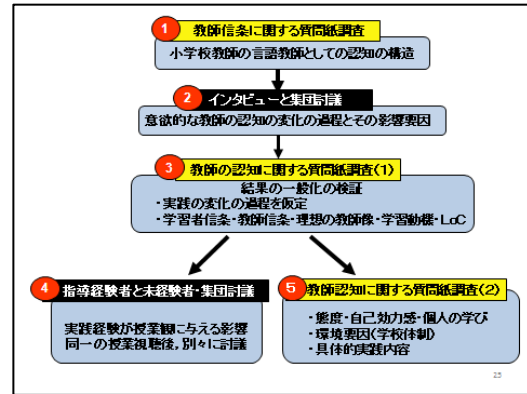 1 教師信条に関する質問紙調査
小学校教師の言語教師としての認知の構造
2 インタビューと集団討議
意欲的な教師の認知の変化の過程とその影響要因
3 教師の認知に関する質問紙調査(1)
結果の一般化の検証
・実践の変化の過程を仮定
・学習者信条・教師信条・理想の教師像・学習動機・LoC
4 指導経験者と未経験者・集団討議
実践経験が授業観に与える影響
同一の授業視聴後，別々に討議
5 教師認知に関する質問紙調査(2)
・態度・自己効力感・個人の学び
・環境要因(学校体制)
・具体的実践内容
25